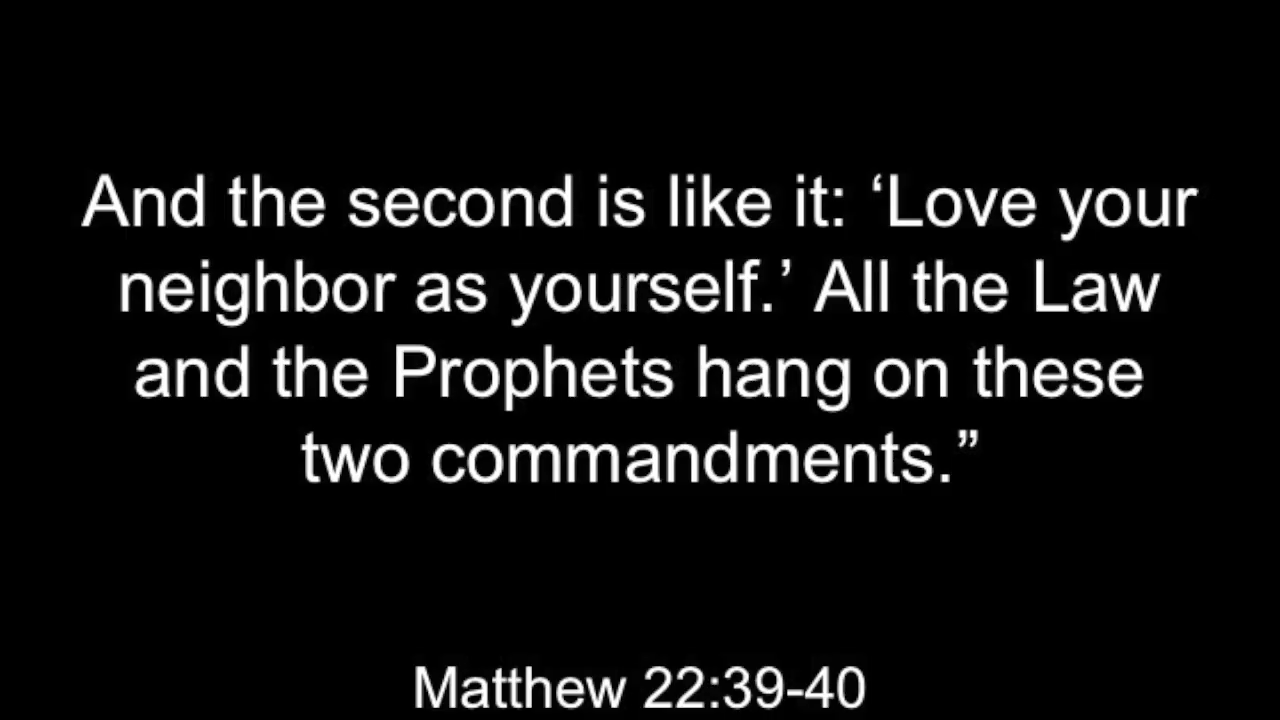 And the second is like it: ‘Love your
neighbor as yourself.’ All the Law
and the Prophets hang on these
two commandments.”
Matthew 22:39-40